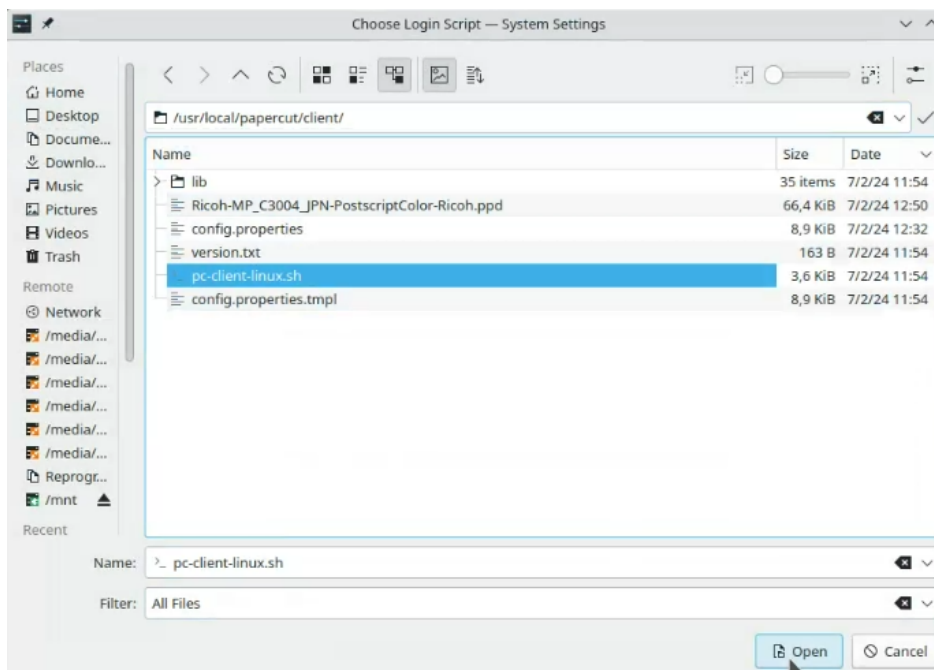 Choose Login Script — System Settings
Places
Home
Desktop
Docume...
Downlo...
Music
Pictures
Videos
Trash
Remote
Network
/media/...
/media/...
/media/...
/media/...
/media/...
/media/...
Reprogr...
/mnt
Recent
/usr/local/papercut/client/
Name Size Date
lib 35 items 7/2/24 11:54
Ricoh-MP_C3004_JPN-PostscriptColor-Ricoh.ppd 66,4 KiB 7/2/24 12:50
config.properties 8,9 KiB 7/2/24 12:32
version.txt 163 B 7/2/24 11:54
pc-client-linux.sh 3,6 KiB 7/2/24 11:54
config.properties.tmpl 8,9 KiB 7/2/24 11:54
Name: pc-client-linux.sh
Filter: All Files
Open Cancel